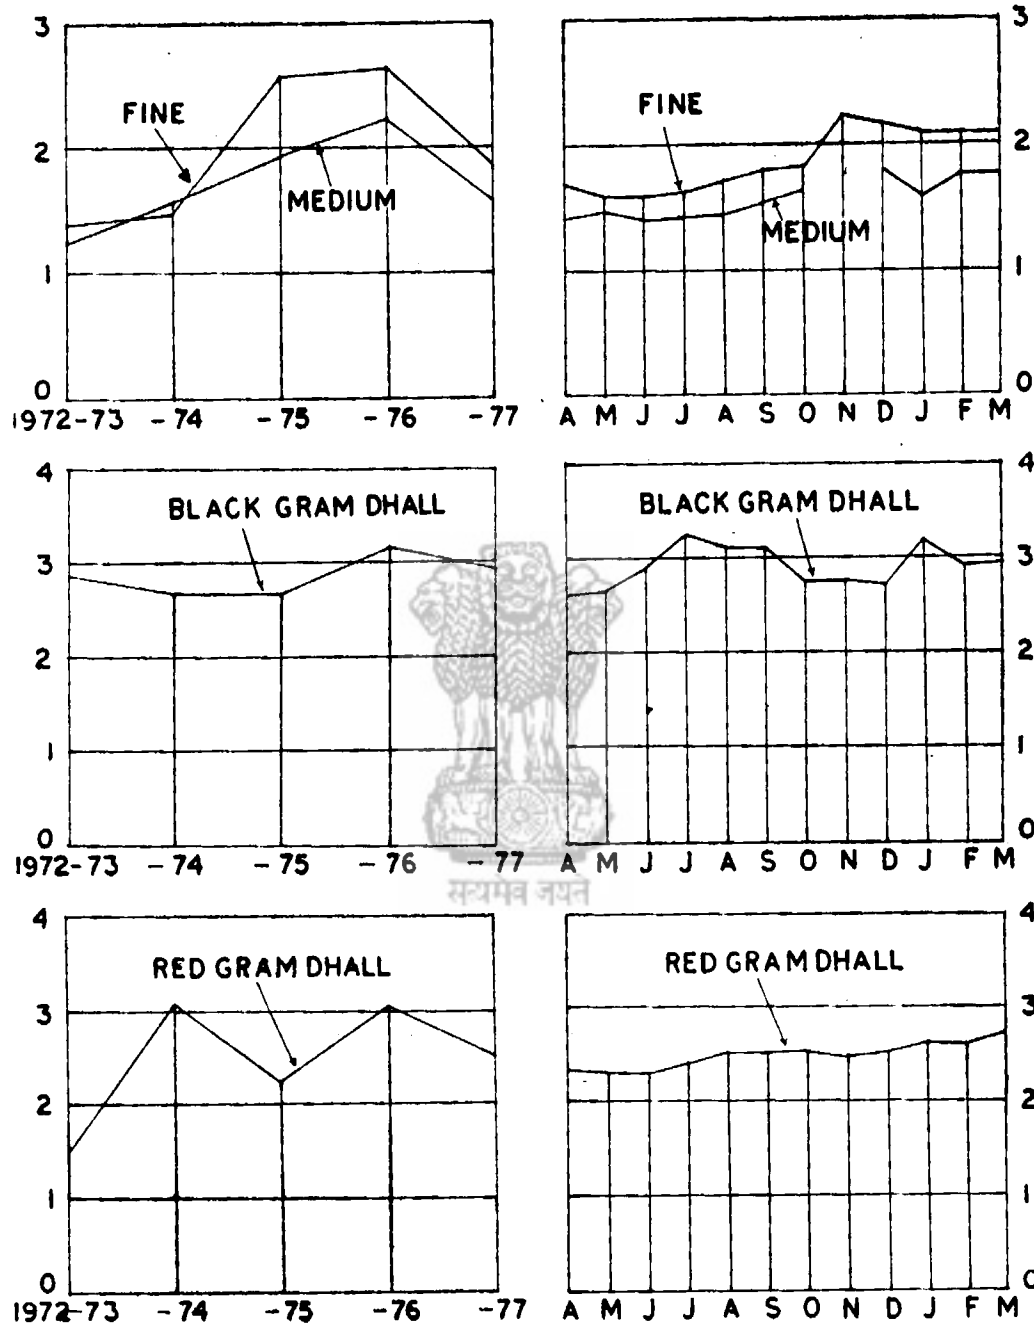 3
2
1
0
FINE
MEDIUM
1972-73 -74 -75 -76 -77
3
2
1
0
FINE
MEDIUM
A M J J A S O N D J F M
4
3
2
1
0
BLACK GRAM DHALL
1972-73 -74 -75 -76 -77
4
3
2
1
0
BLACK GRAM DHALL
A M J J A S O N D J F M
सत्यमेव जयते
4
3
2
1
0
RED GRAM DHALL
1972-73 -74 -75 -76 -77
4
3
2
1
0
RED GRAM DHALL
A M J J A S O N D J F M